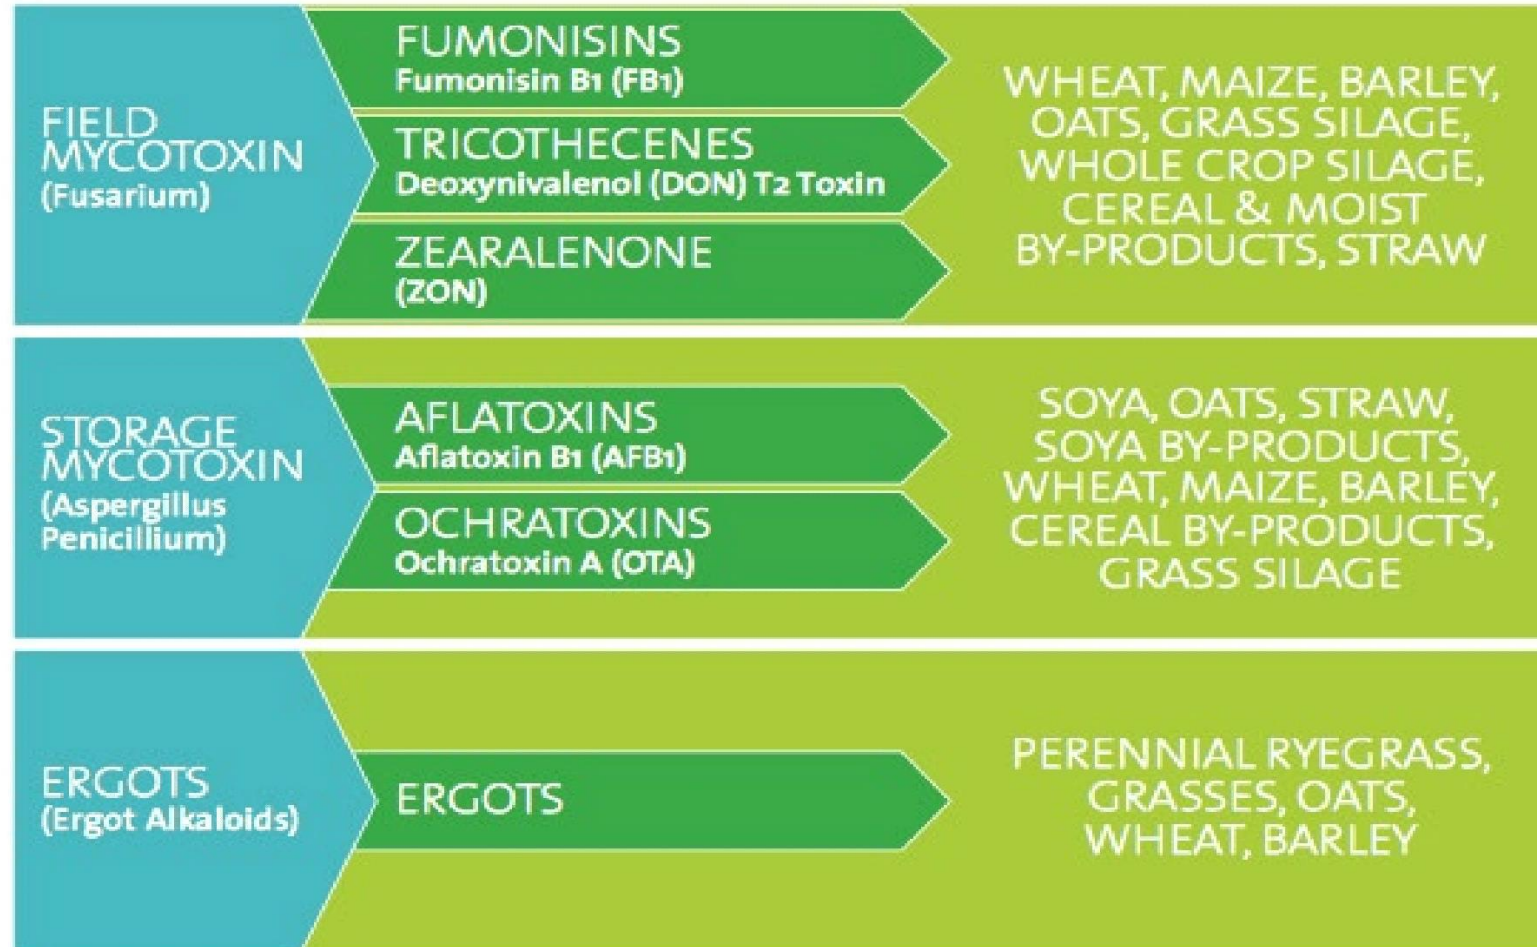 FIELD
MYCOTOXIN
(Fusarium)
FUMONISINS
Fumonisin B1 (FB1)
TRICOTHECENES
Deoxynivalenol (DON) T2 Toxin
ZEARALENONE
(ZON)
WHEAT, MAIZE, BARLEY,
OATS, GRASS SILAGE,
WHOLE CROP SILAGE,
CEREAL & MOIST
BY-PRODUCTS, STRAW
STORAGE
MYCOTOXIN
(Aspergillus
Penicillium)
AFLATOXINS
Aflatoxin B1 (AFB1)
OCHRATOXINS
Ochratoxin A (OTA)
SOYA, OATS, STRAW,
SOYA BY-PRODUCTS,
WHEAT, MAIZE, BARLEY,
CEREAL BY-PRODUCTS,
GRASS SILAGE
ERGOTS
(Ergot Alkaloids)
ERGOTS
PERENNIAL RYEGRASS,
GRASSES, OATS,
WHEAT, BARLEY